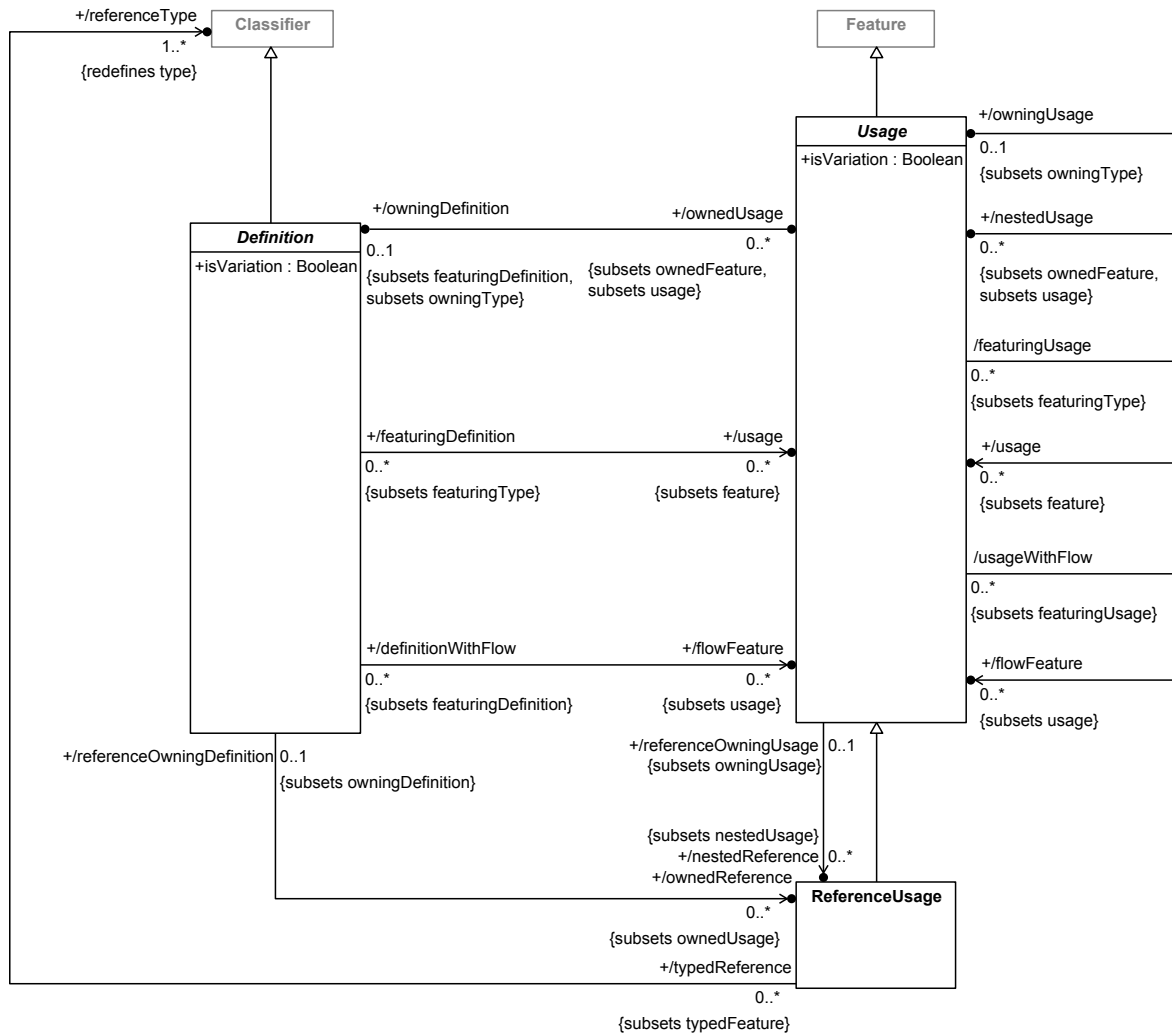 +/referenceType
1..*
{redefines type}
Classifier
Feature
Usage
+isVariation : Boolean
+/owningUsage
0..1
{subsets owningType}
+/nestedUsage
0..*
{subsets ownedFeature,
subsets usage}
/featuringUsage
0..*
{subsets featuringType}
+/usage
0..*
{subsets feature}
/usageWithFlow
0..*
{subsets featuringUsage}
+/flowFeature
0..*
{subsets usage}
Definition
+isVariation : Boolean
+/owningDefinition
0..1
{subsets featuringDefinition,
subsets owningType}
+/ownedUsage
0..*
{subsets ownedFeature,
subsets usage}
+/featuringDefinition
0..*
{subsets featuringType}
+/usage
0..*
{subsets feature}
+/definitionWithFlow
0..*
{subsets featuringDefinition}
+/flowFeature
0..*
{subsets usage}
+/referenceOwningDefinition
0..1
{subsets owningDefinition}
+/referenceOwningUsage
0..1
{subsets owningUsage}
{subsets nestedUsage}
+/nestedReference
0..*
+/ownedReference
0..*
{subsets ownedUsage}
ReferenceUsage
+/typedReference
0..*
{subsets typedFeature}